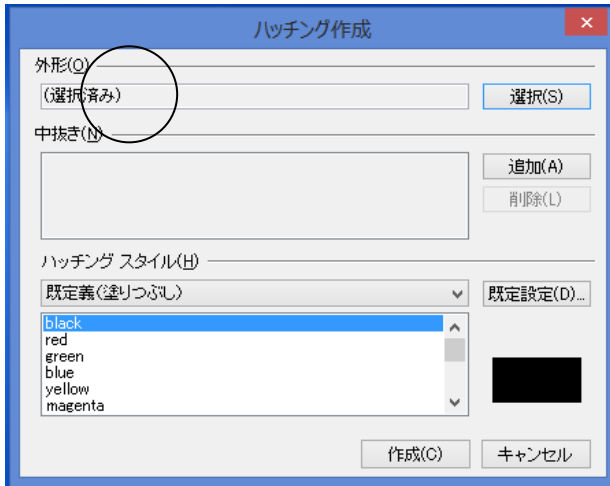 ハッチング作成
外形(O)
(選択済み)
選択(S)
中抜き(N)
追加(A)
削除(L)
ハッチング スタイル(H)
既定義(塗りつぶし)
既定設定(D)...
black
red
green
blue
yellow
magenta
作成(C)
キャンセル